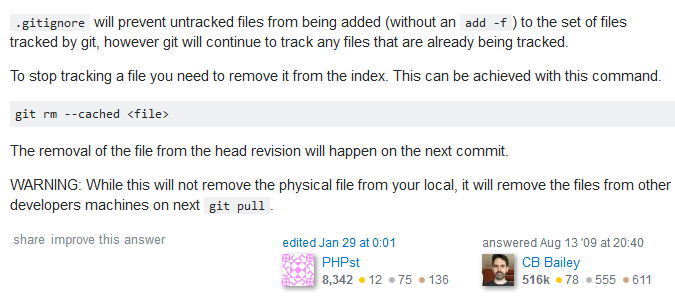 .gitignore will prevent untracked files from being added (without an add -f ) to the set of files
tracked by git, however git will continue to track any files that are already being tracked.
To stop tracking a file you need to remove it from the index. This can be achieved with this command.
git rm --cached <file>
The removal of the file from the head revision will happen on the next commit.
WARNING: While this will not remove the physical file from your local, it will remove the files from other
developers machines on next git pull .
share improve this answer
edited Jan 29 at 0:01
PHPst
8,342 ● 12 ● 75 ● 136
answered Aug 13 '09 at 20:40
CB Bailey
516k ● 78 ● 555 ● 611